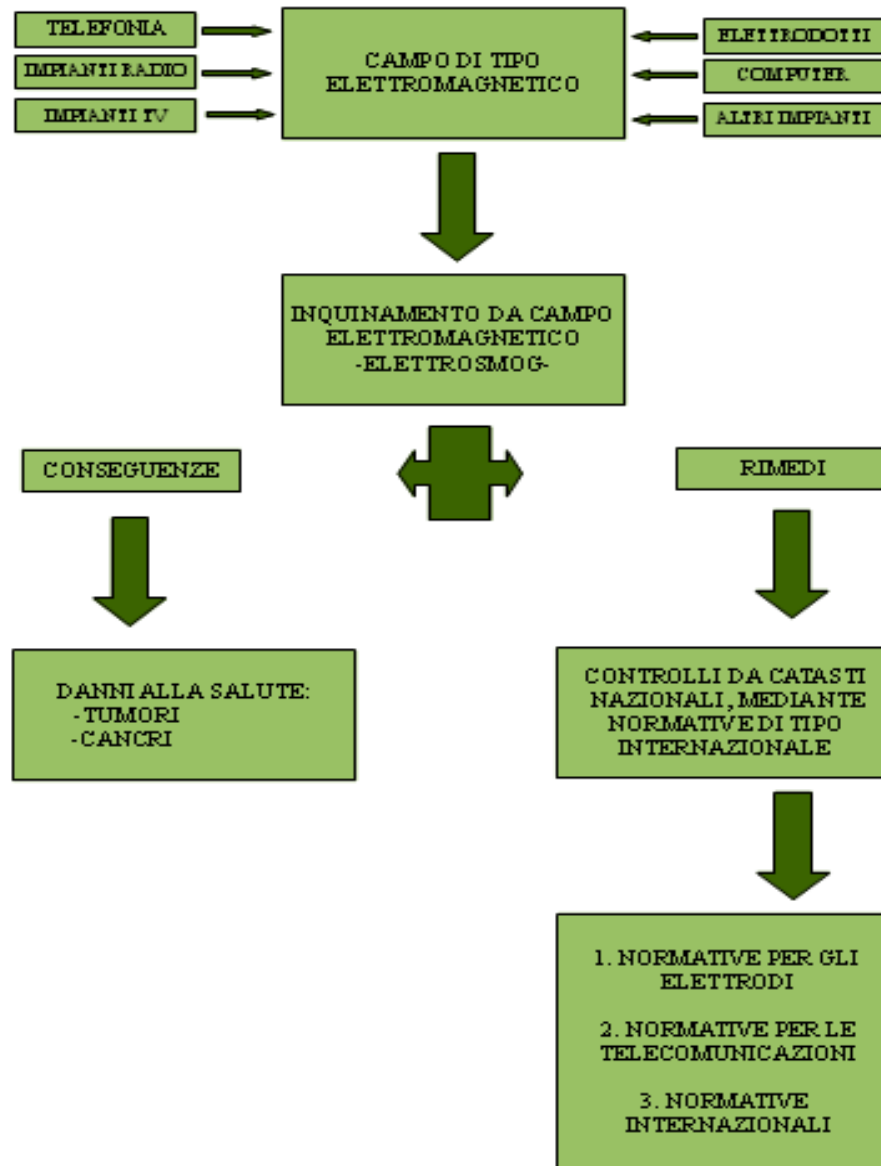 TELEFONIA
IMPIANTI RADIO
IMPIANTI TV
CAMPO DI TIPO
ELETTROMAGNETICO
ELETTRODOTTI
COMPUTER
ALTRI IMPIANTI
INQUINAMENTO DA CAMPO
ELETTROMAGNETICO
-ELETTROSMOG-
CONSEGUENZE
RIMEDI
DANNI ALLA SALUTE:
-TUMORI
-CANCRI
CONTROLLI DA CATASTI
NAZIONALI, MEDIANTE
NORMATIVE DI TIPO
INTERNAZIONALE
1. NORMATIVE PER GLI
ELETTRODI
2. NORMATIVE PER LE
TELECOMUNICAZIONI
3. NORMATIVE
INTERNAZIONALI